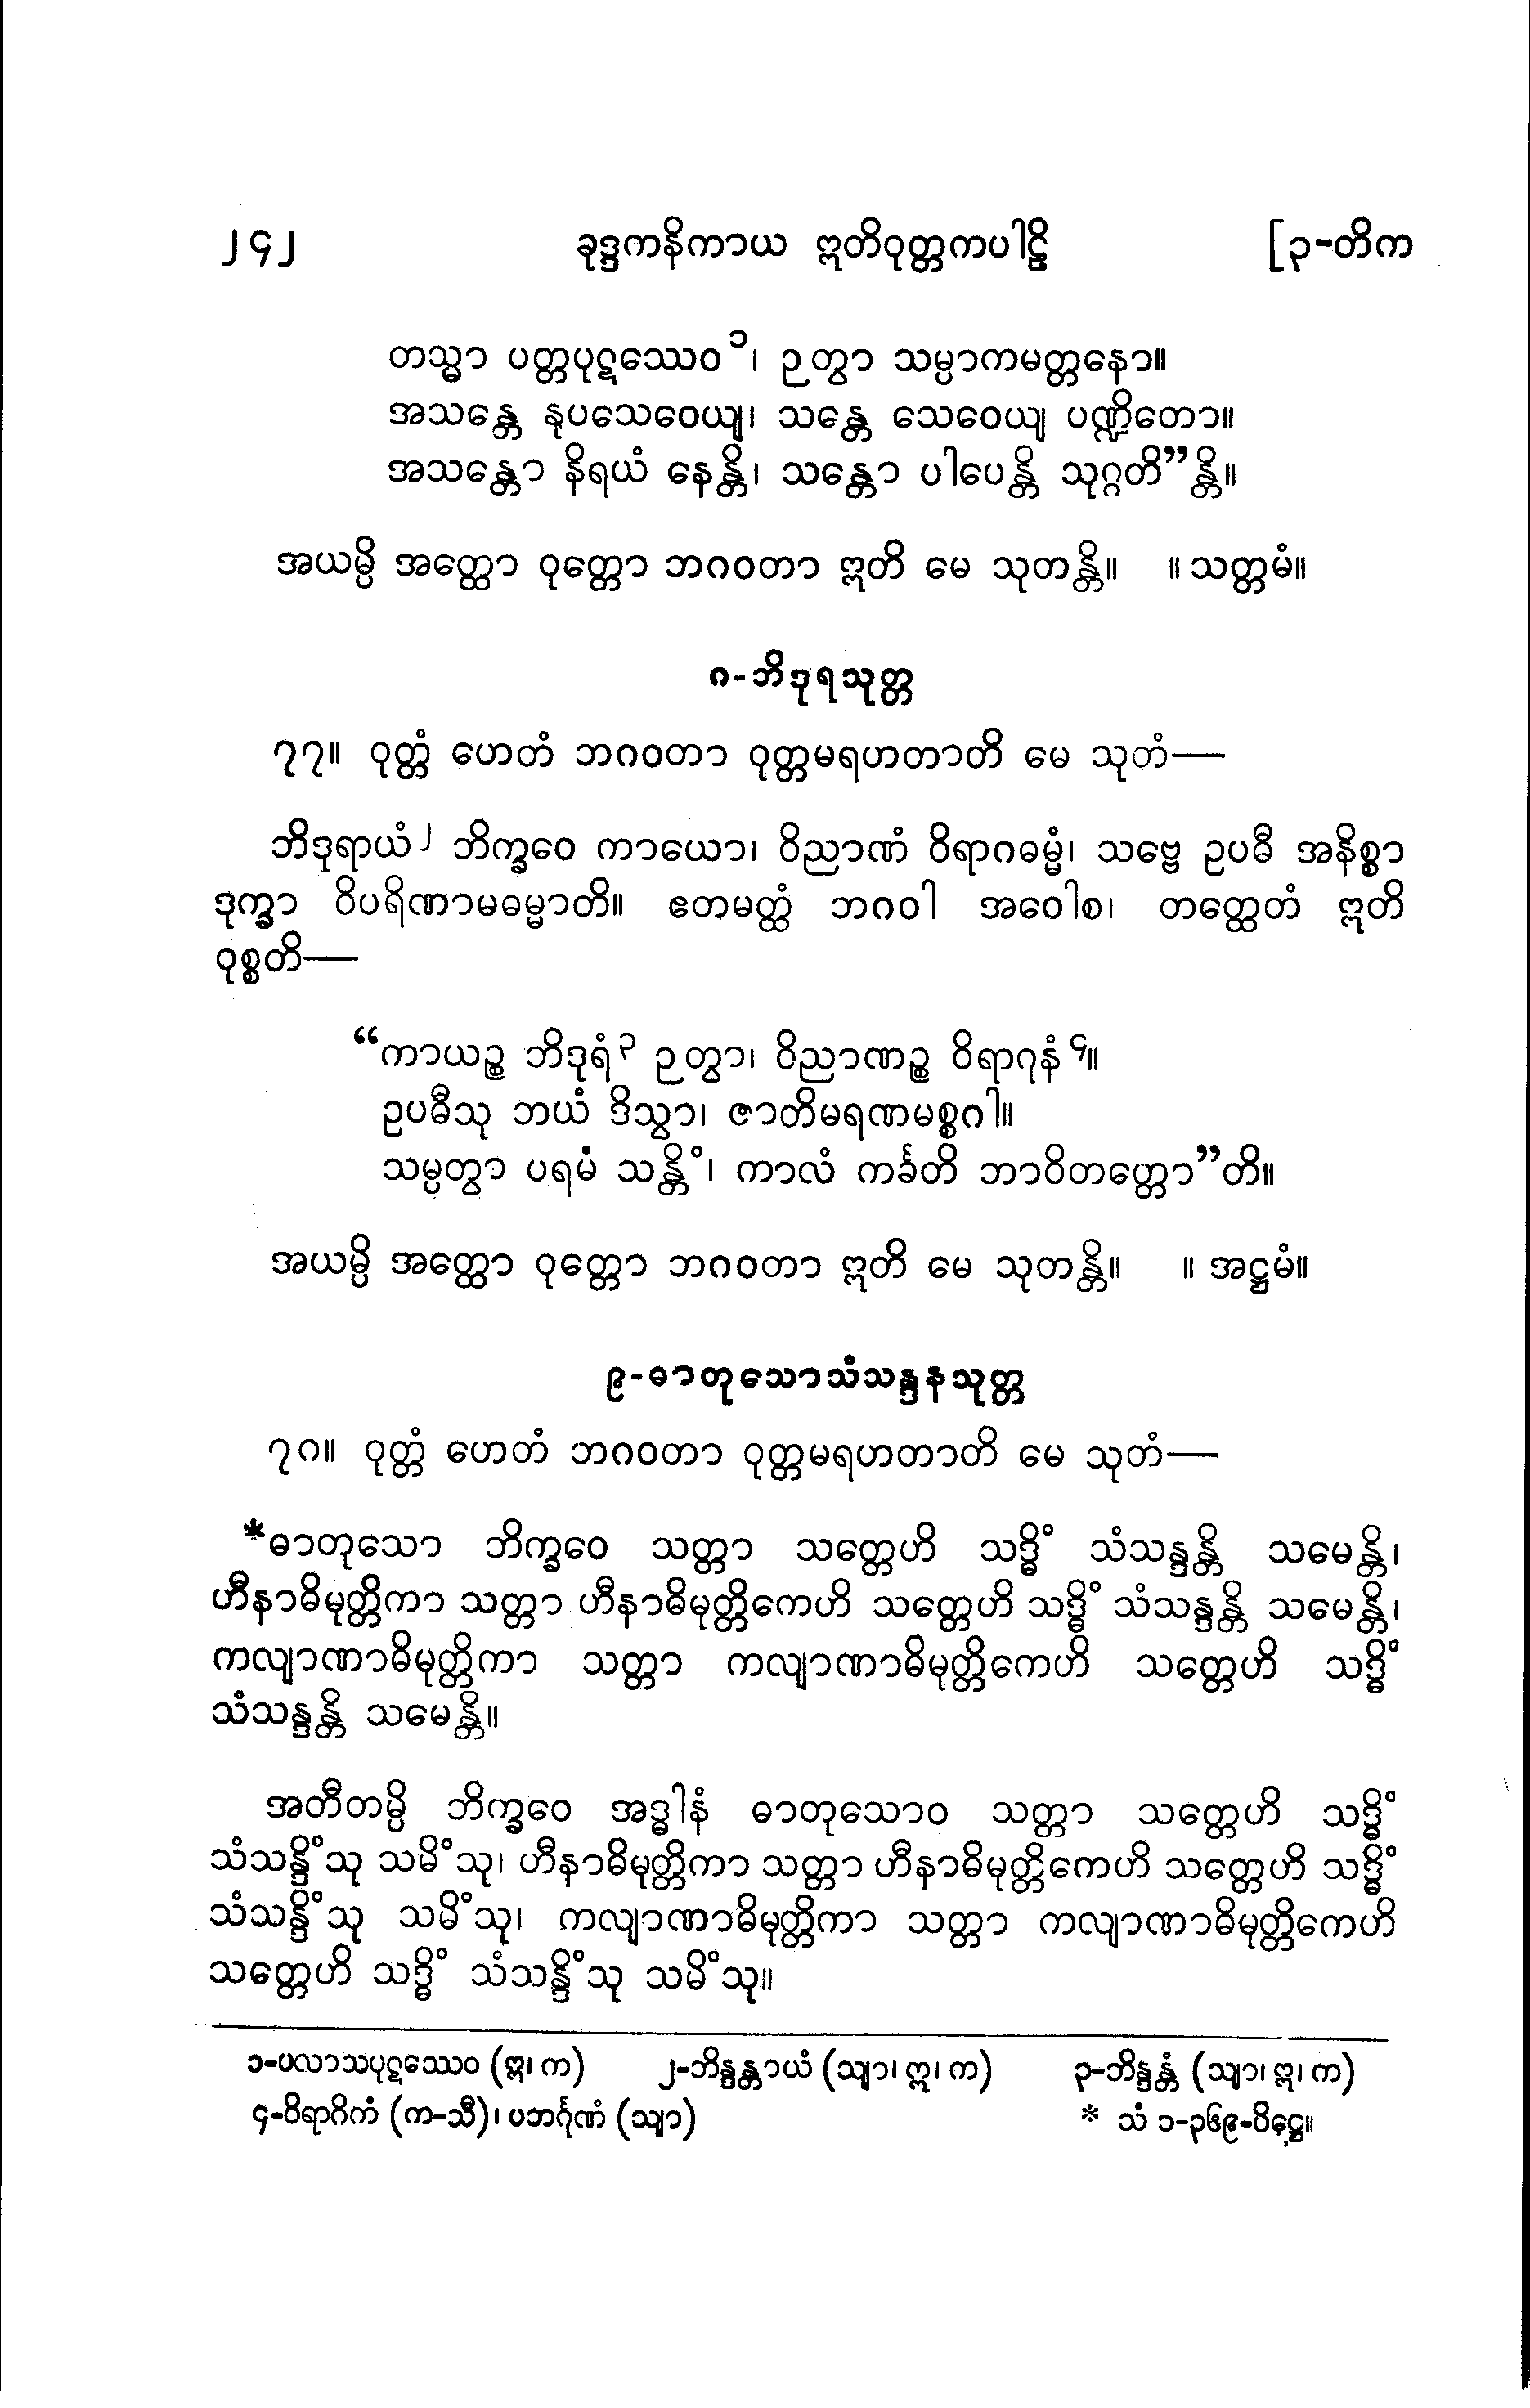 ၂၄၂ ခုဒ္ဒကနိကာယ ဣတိဝုတ္တကပါဠိ [၃-တိက
တသ္မာ ပတ္တပုဋဿေဝ၁၊ ဉတွာ သမ္ပာကမတ္တနော။
အသန္တေ နုပသေဝေယျ၊ သန္တေ သေဝေယျ ပဏ္ဍိတော။
အသန္တော နိရယံ နေန္တိ၊ သန္တော ပါပေန္တိ သုဂ္ဂတိ”န္တိ။
အယမ္ပိ အတ္ထော ဝုတ္တော ဘဂဝတာ ဣတိ မေ သုတန္တိ။ ။ သတ္တမံ။
၈-ဘိဒုရသုတ္တ
၇၇။ ဝုတ္တံ ဟေတံ ဘဂဝတာ ဝုတ္တမရဟတာတိ မေ သုတံ—
ဘိဒုရာယံ၂ ဘိက္ခဝေ ကာယော၊ ဝိညာဏံ ဝိရာဂဓမ္မံ၊ သဗ္ဗေ ဥပဓီ အနိစ္စာ
ဒုက္ခာ ဝိပရိဏာမဓမ္မာတိ။ ဧတမတ္ထံ ဘဂဝါ အဝေါစ၊ တတ္ထေတံ ဣတိ
ဝုစ္စတိ—
“ကာယဉ္စ ဘိဒုရံ၃ ဉတွာ၊ ဝိညာဏဉ္စ ဝိရာဂုနံ၄။
ဥပဓီသု ဘယံ ဒိသွာ၊ ဇာတိမရဏမစ္စဂါ။
သမ္ပတွာ ပရမံ သန္တိံ၊ ကာလံ ကင်္ခတိ ဘာဝိတတ္တော”တိ။
အယမ္ပိ အတ္ထော ဝုတ္တော ဘဂဝတာ ဣတိ မေ သုတန္တိ။ ။ အဋ္ဌမံ။
၉-ဓာတုသောသံသန္ဒနသုတ္တ
၇၈။ ဝုတ္တံ ဟေတံ ဘဂဝတာ ဝုတ္တမရဟတာတိ မေ သုတံ—
*ဓာတုသော ဘိက္ခဝေ သတ္တာ သတ္တေဟိ သဒ္ဓိံ သံသန္ဒန္တိ သမေန္တိ၊
ဟီနာဓိမုတ္တိကာ သတ္တာ ဟီနာဓိမုတ္တိကေဟိ သတ္တေဟိ သဒ္ဓိံ သံသန္ဒန္တိ သမေန္တိ၊
ကလျာဏာဓိမုတ္တိကာ သတ္တာ ကလျာဏာဓိမုတ္တိကေဟိ သတ္တေဟိ သဒ္ဓိံ
သံသန္ဒန္တိ သမေန္တိ။
အတီတမ္ပိ ဘိက္ခဝေ အဒ္ဓါနံ ဓာတုသောဝ သတ္တာ သတ္တေဟိ သဒ္ဓိံ
သံသန္ဒိံသု သမိံသု၊ ဟီနာဓိမုတ္တိကာ သတ္တာ ဟီနာဓိမုတ္တိကေဟိ သတ္တေဟိ သဒ္ဓိံ
သံသန္ဒိံသု သမိံသု၊ ကလျာဏာဓိမုတ္တိကာ သတ္တာ ကလျာဏာဓိမုတ္တိကေဟိ
သတ္တေဟိ သဒ္ဓိံ သံသန္ဒိံသု သမိံသု။
၁-ပလာသပုဋဿေဝ (ဣ၊ က) ၂-ဘိန္ဒန္တာယံ (သျာ၊ ဣ၊ က) ၃-ဘိန္ဒန္တံ (သျာ၊ ဣ၊ က)
၄-ဝိရာဂိကံ (က-သီ)၊ ပဘင်္ဂုဏံ (သျာ) * သံ ၁-၃၆၉-ပိဋ္ဌေ။